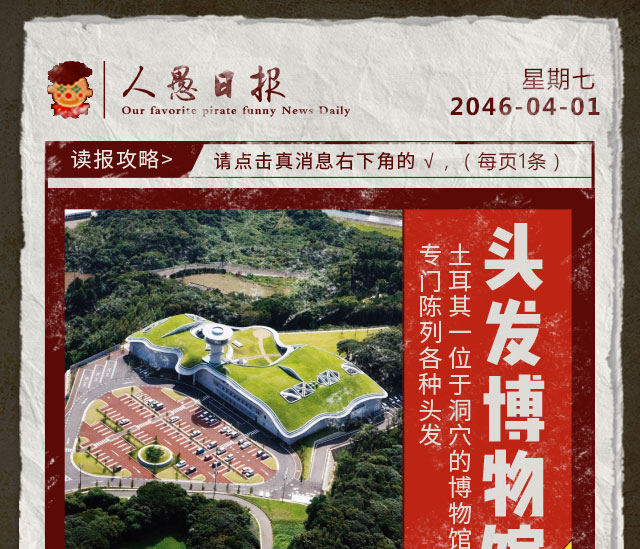 人愚日报
Our favorite pirate funny News Daily
星期七
2046-04-01
读报攻略>
请点击真消息右下角的 √ ，（每页1条）
头发博物馆
土耳其一位于洞穴的博物馆
专门陈列各种头发